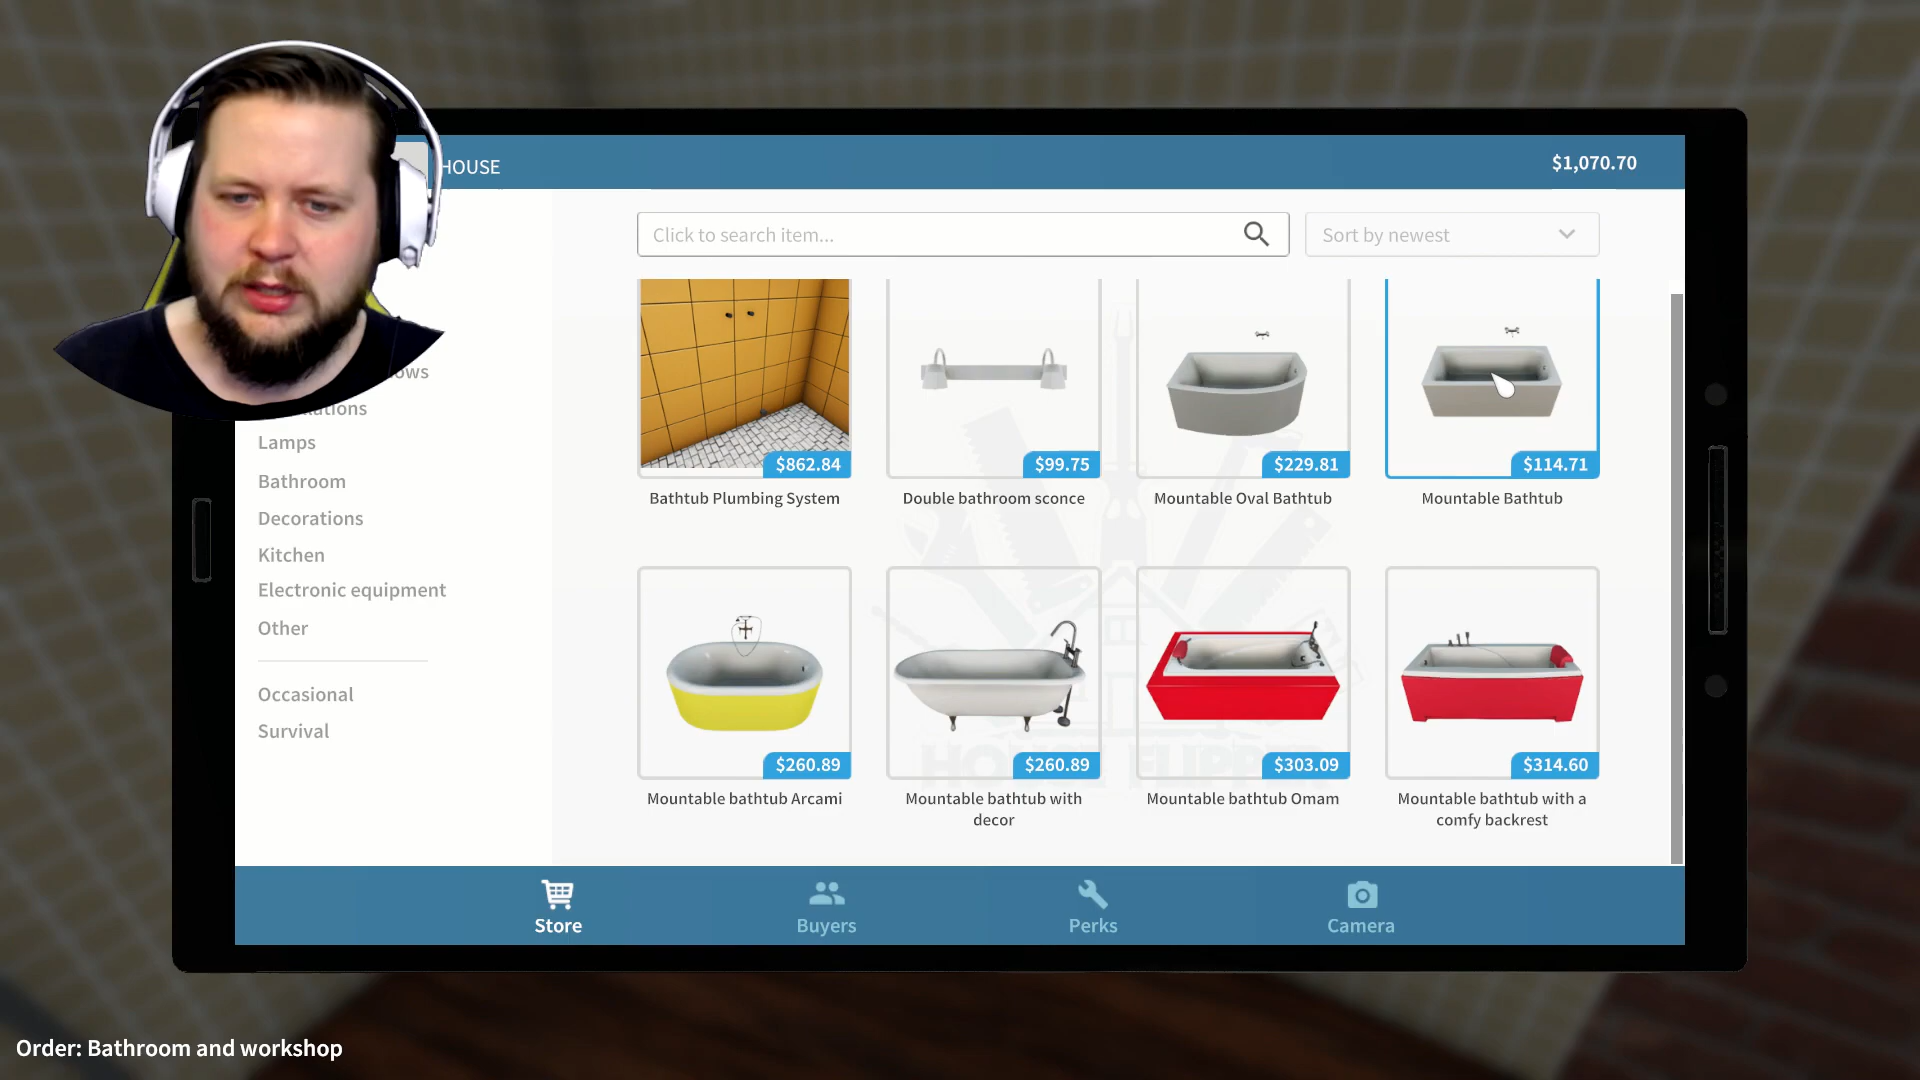 HOUSE
$1,070.70
Click to search item...
Sort by newest
$862.84
$99.75
$229.81
$114.71
Bathtub Plumbing System
Double bathroom sconce
Mountable Oval Bathtub
Mountable Bathtub
Lamps
Bathroom
Decorations
Kitchen
Electronic equipment
Other
Occasional
Survival
$260.89
$260.89
$303.09
$314.60
Mountable bathtub Arcami
Mountable bathtub with
decor
Mountable bathtub Omam
Mountable bathtub with a
comfy backrest
HOUSE FLIPPER
Store
Buyers
Perks
Camera
Order: Bathroom and workshop